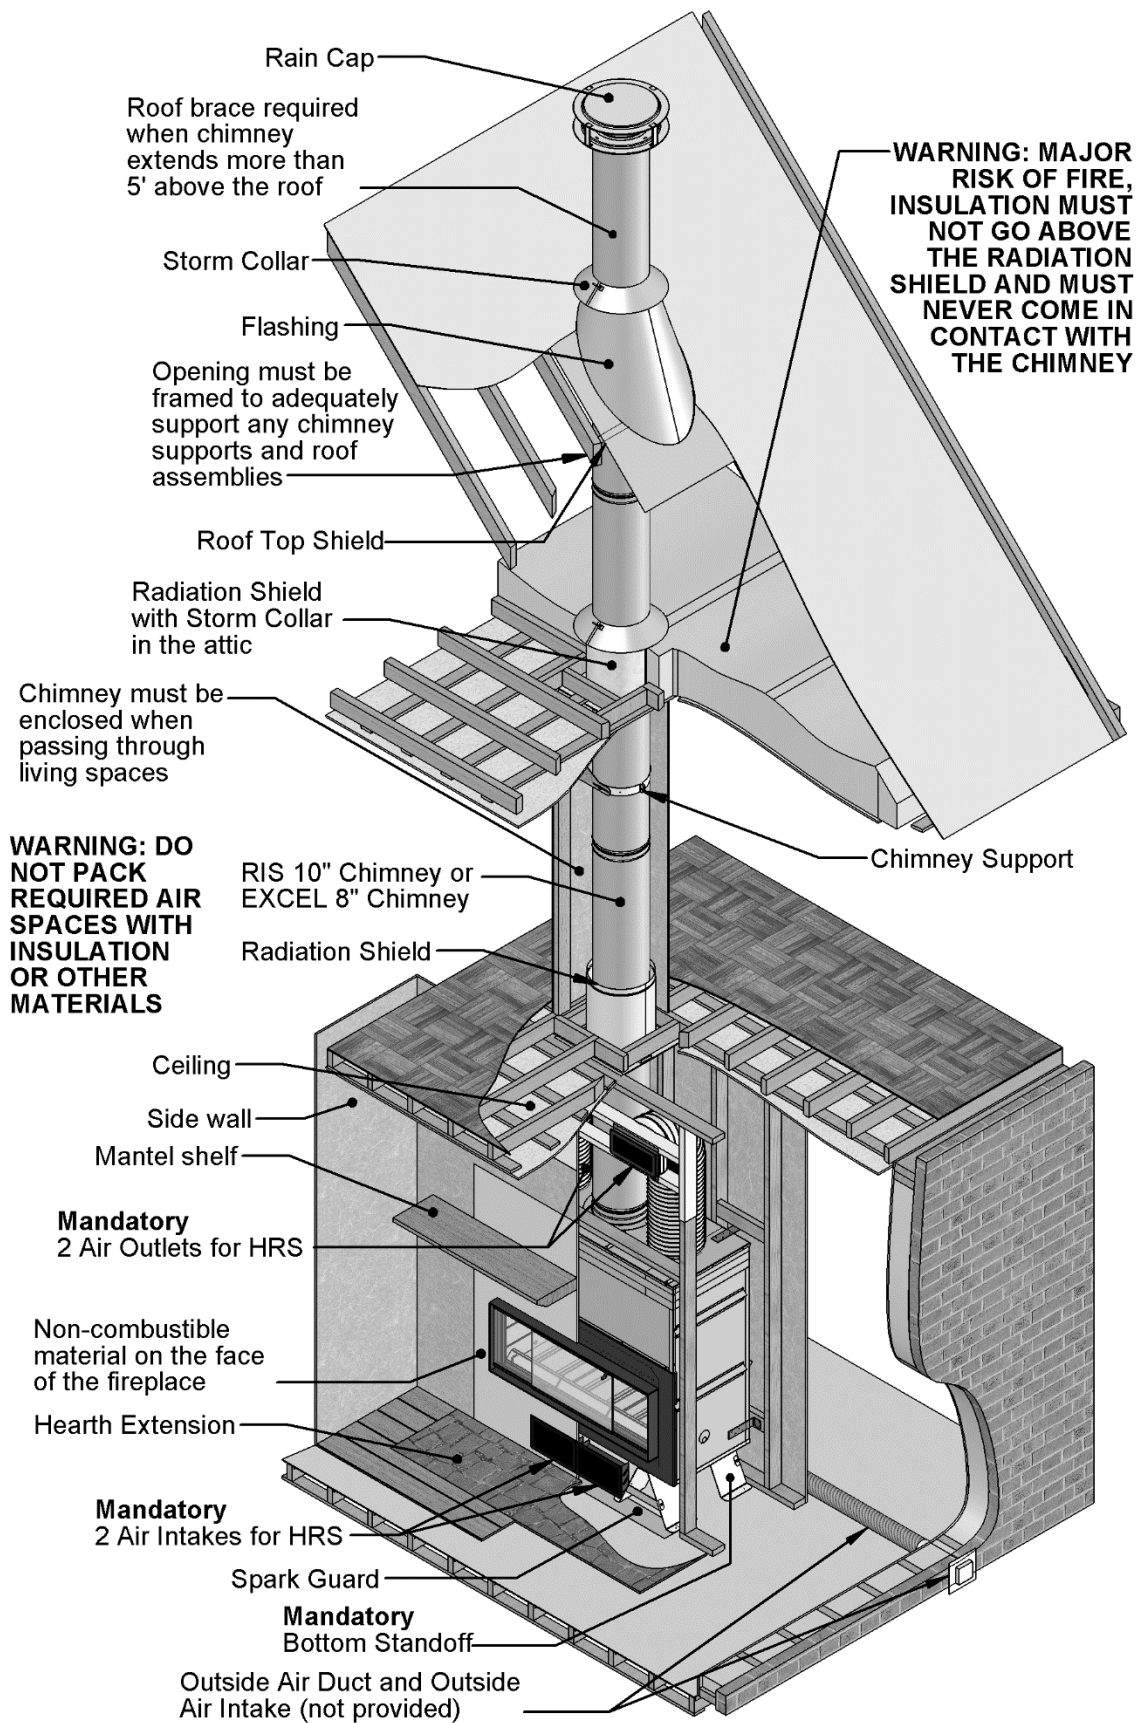 Rain Cap
Roof brace required
when chimney
extends more than
5' above the roof
WARNING: MAJOR
RISK OF FIRE,
INSULATION MUST
NOT GO ABOVE
THE RADIATION
SHIELD AND MUST
NEVER COME IN
CONTACT WITH
THE CHIMNEY
Storm Collar
Flashing
Opening must be
framed to adequately
support any chimney
supports and roof
assemblies
Roof Top Shield
Radiation Shield
with Storm Collar
in the attic
Chimney must be
enclosed when
passing through
living spaces
Chimney Support
WARNING: DO
NOT PACK
REQUIRED AIR
SPACES WITH
INSULATION
OR OTHER
MATERIALS
RIS 10" Chimney or
EXCEL 8" Chimney
Radiation Shield
Ceiling
Side wall
Mantel shelf
Mandatory
2 Air Outlets for HRS
Non-combustible
material on the face
of the fireplace
Hearth Extension
Mandatory
2 Air Intakes for HRS
Spark Guard
Mandatory
Bottom Standoff
Outside Air Duct and Outside
Air Intake (not provided)